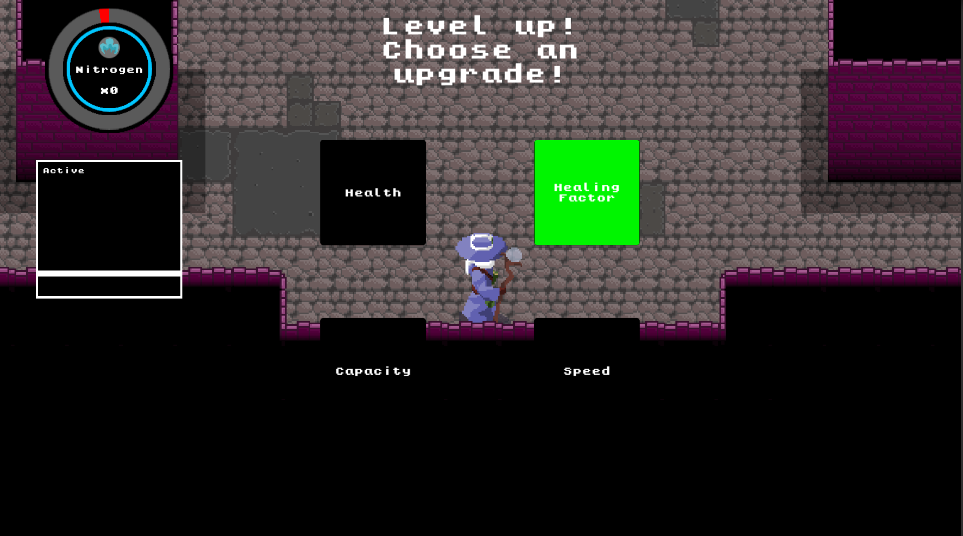 Level up!
Choose an
upgrade!
Nitrogen
x0
Active
Health
Healing
Factor
Capacity
Speed